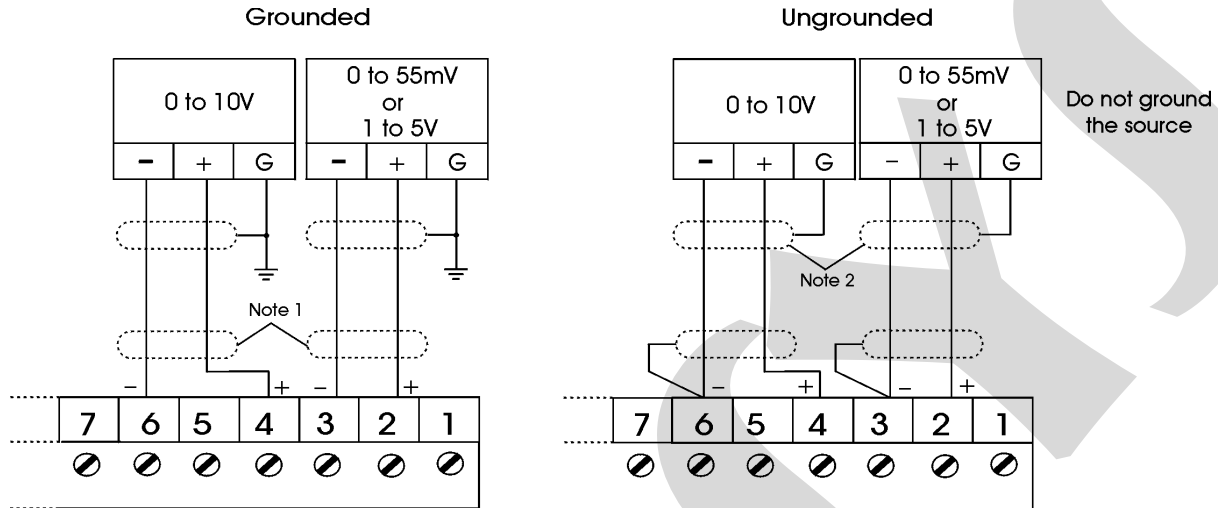 Grounded
Ungrounded
0 to 10V
0 to 55mV
or
1 to 5V
− + G − + G
0 to 10V
0 to 55mV
or
1 to 5V
− + G − + G
Do not ground
the source
Note 1
Note 2
− + − +
7 6 5 4 3 2 1
− + − +
7 6 5 4 3 2 1